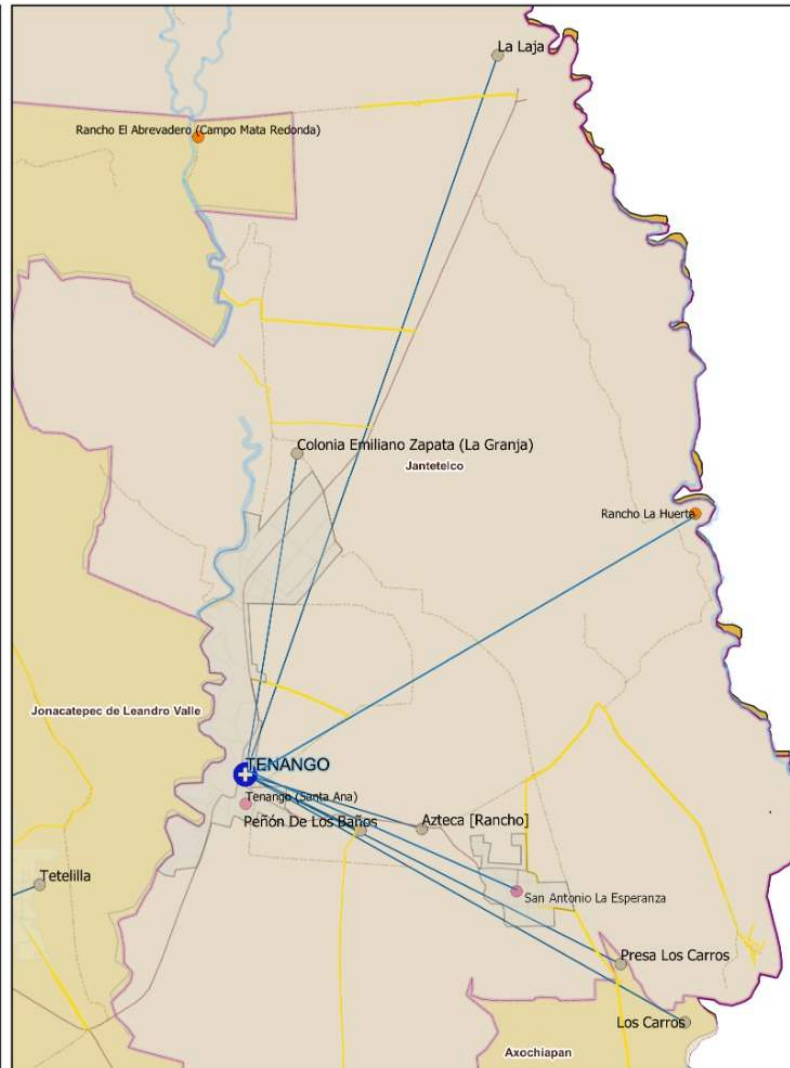 La Laja
Rancho El Abrevadero (Campo Mata Redonda)
Colonia Emiliano Zapata (La Granja)
Jantetelco
Rancho La Huerta
Jonacatepec de Leandro Valle
TENANGO
Tenango (Santa Ana)
Peñón De Los Baños
Azteca [Rancho]
Tetelilla
San Antonio La Esperanza
Presa Los Carros
Los Carros
Axochiapan